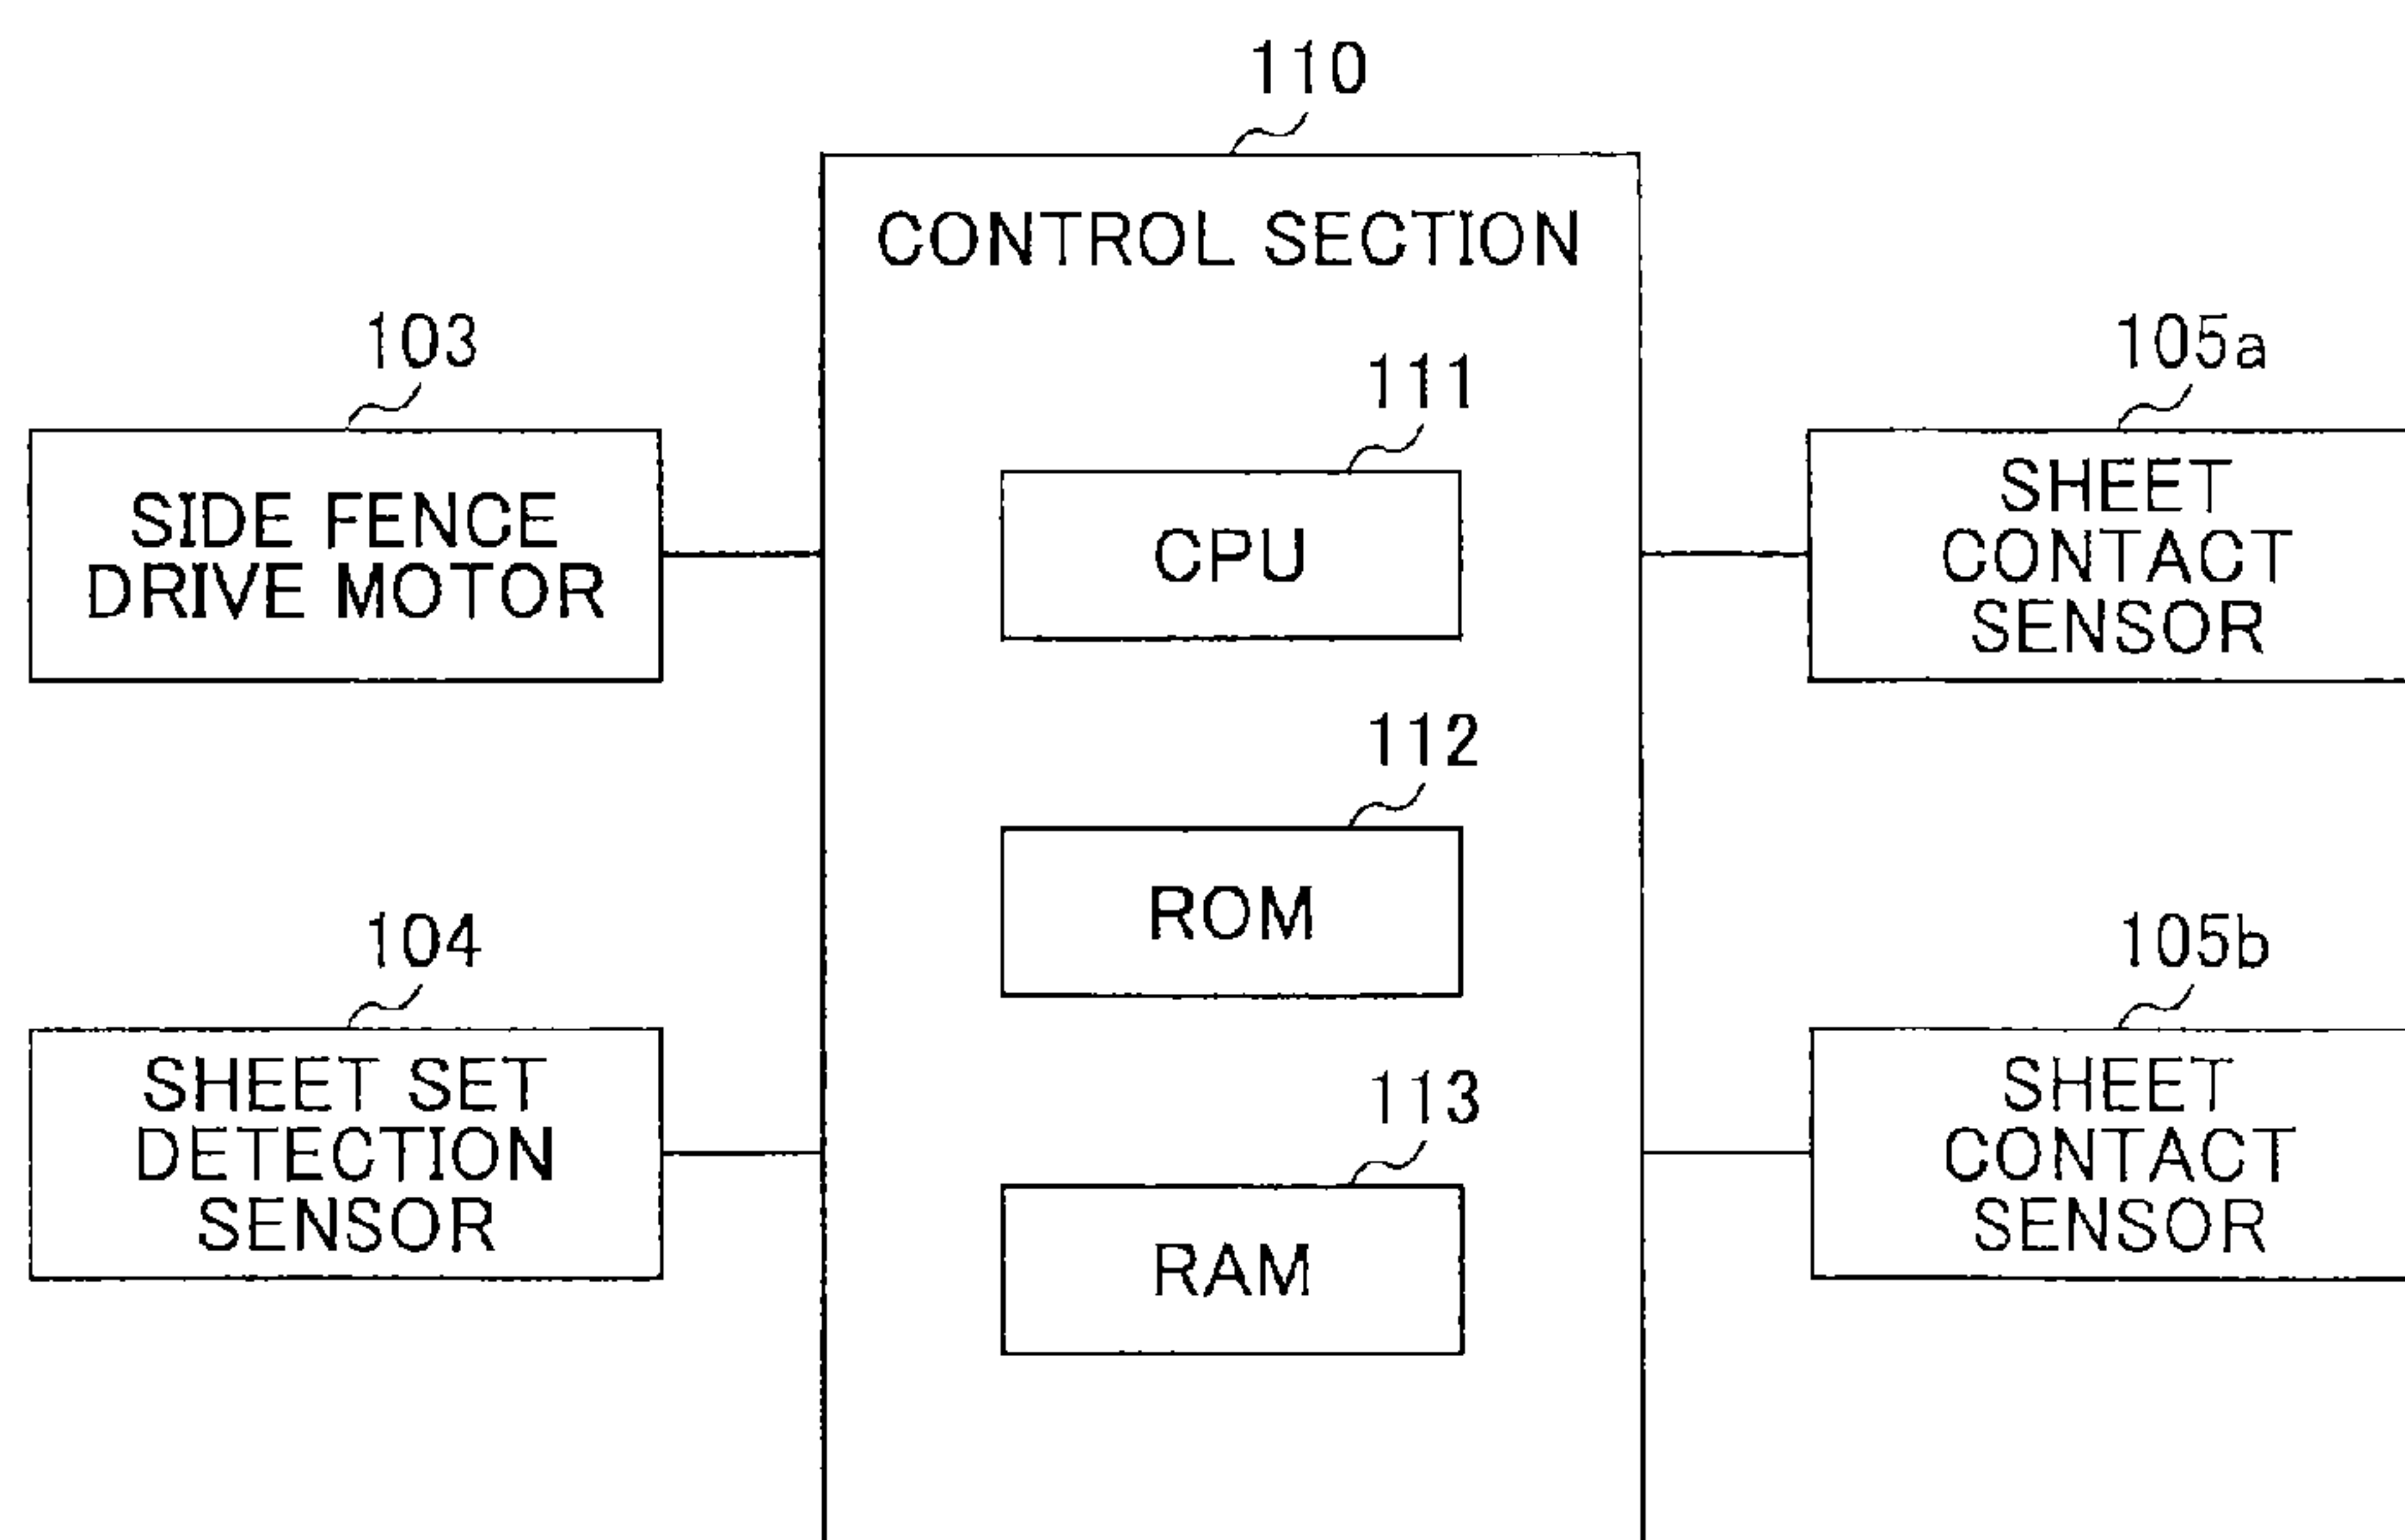 110
CONTROL SECTION
103
SIDE FENCE
DRIVE MOTOR
104
SHEET SET
DETECTION
SENSOR
111
CPU
112
ROM
113
RAM
105a
SHEET
CONTACT
SENSOR
105b
SHEET
CONTACT
SENSOR